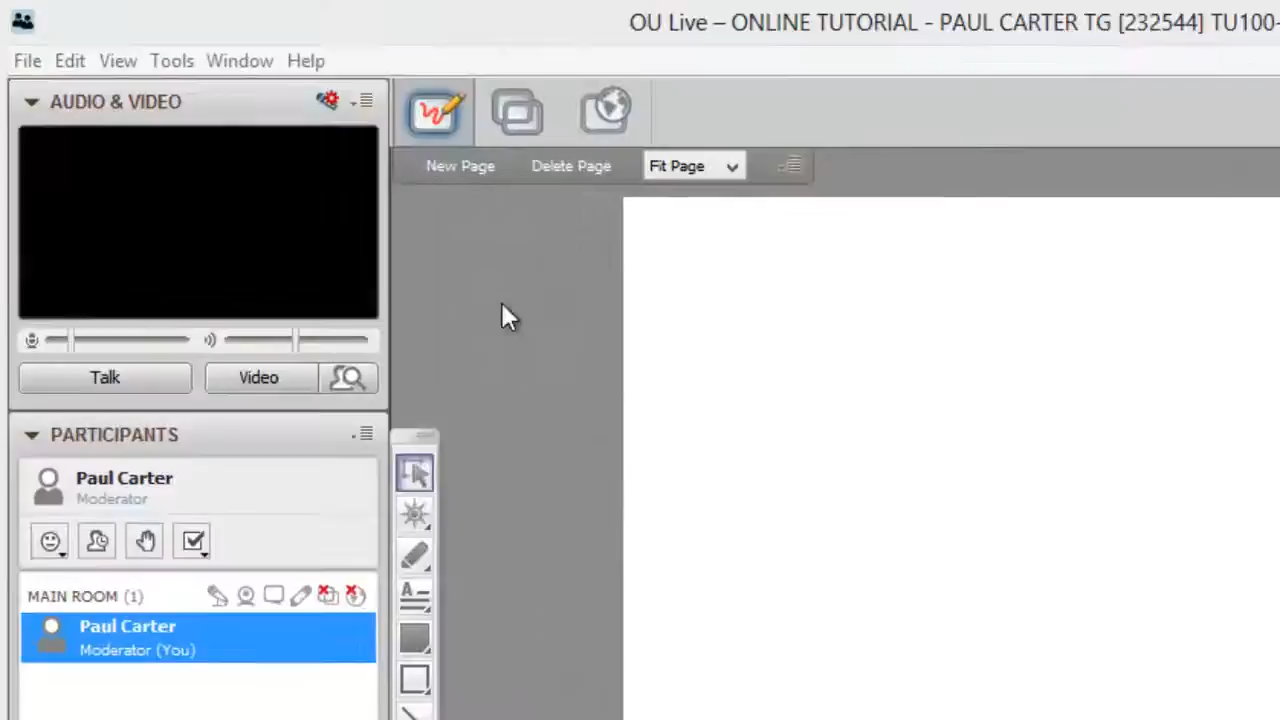 OU Live – ONLINE TUTORIAL - PAUL CARTER TG [232544] TU100-
File Edit View Tools Window Help
AUDIO & VIDEO
New Page Delete Page Fit Page
Talk Video
PARTICIPANTS
Paul Carter
Moderator
MAIN ROOM (1)
Paul Carter
Moderator (You)